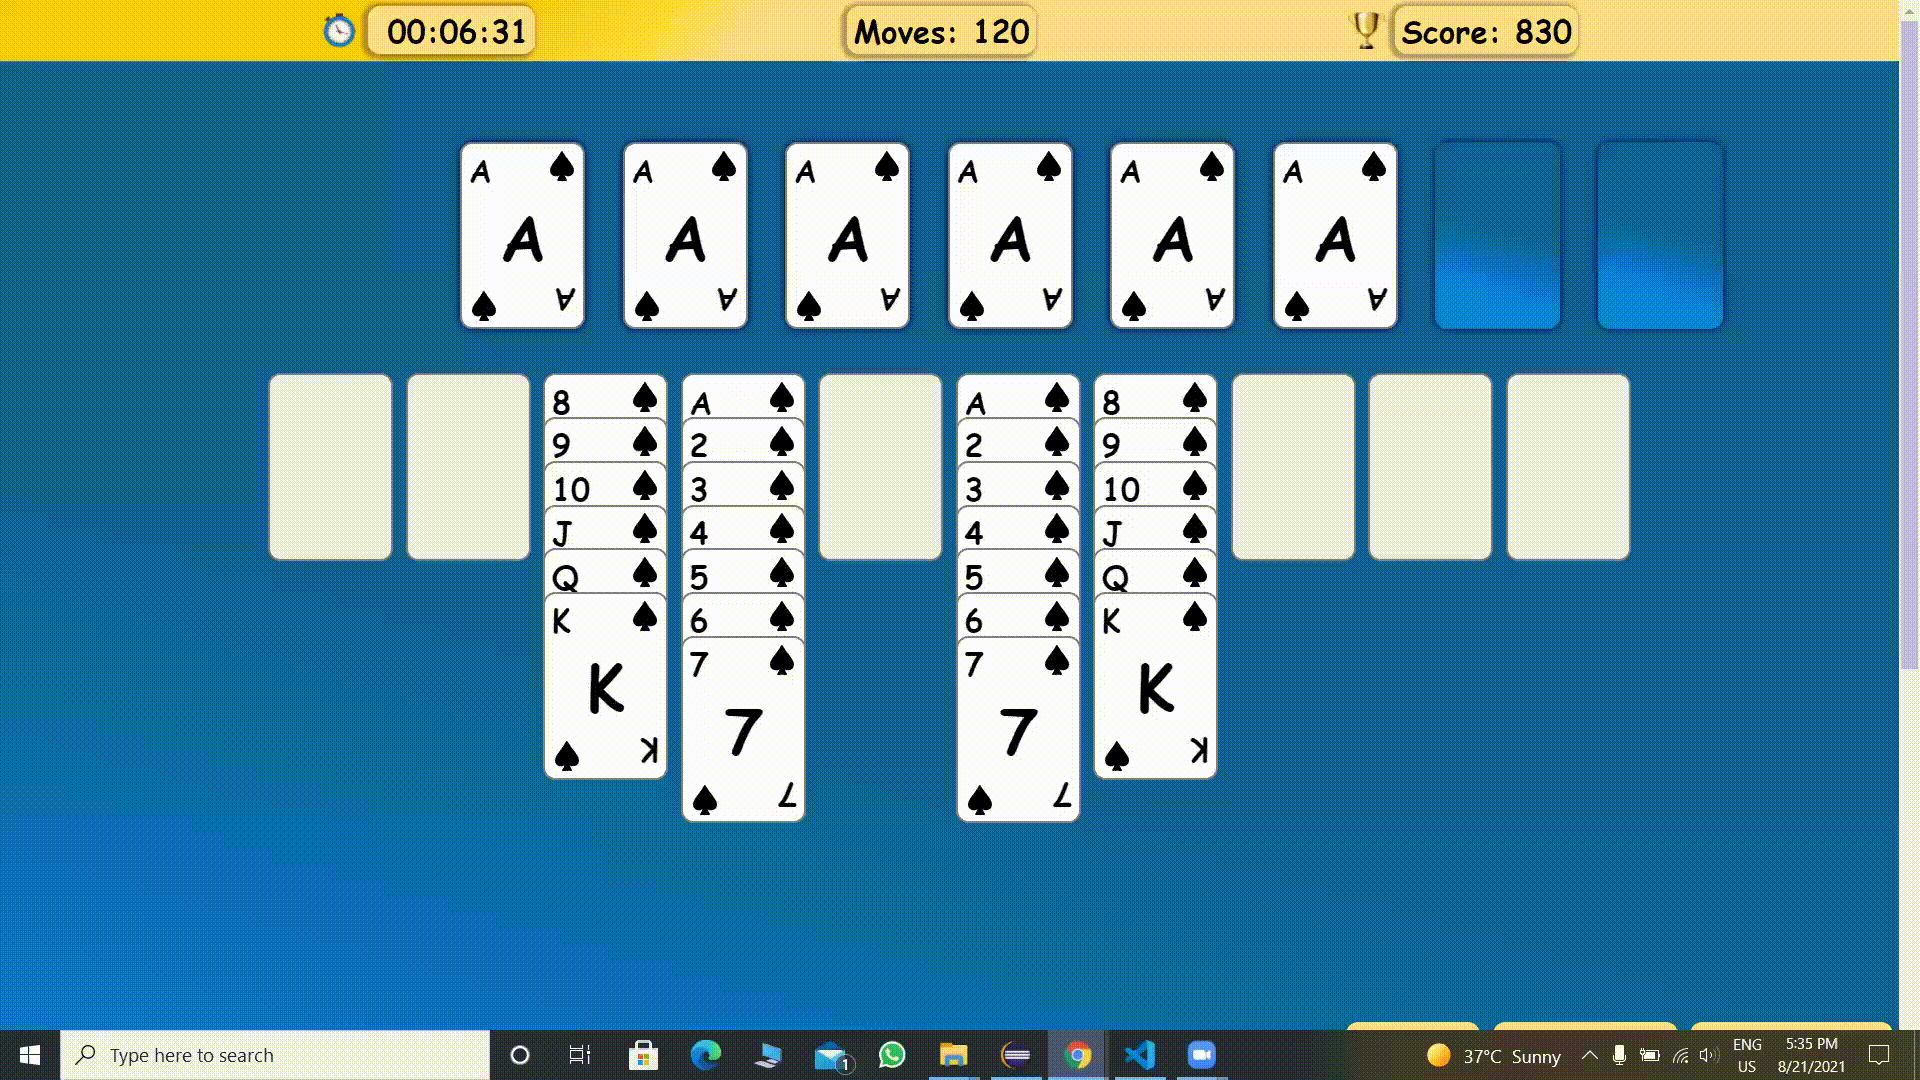 00:06:31
Moves: 120
Score: 830
A A A A A A
A A A A A A
A A A A A A
8 A A 8
9 2 2 9
10 3 3 10
J 4 4 J
Q 5 5 Q
K 6 6 K
7 7
K K
7 7
K K
7 7
Type here to search
1
37°C Sunny
ENG
US
5:35 PM
8/21/2021